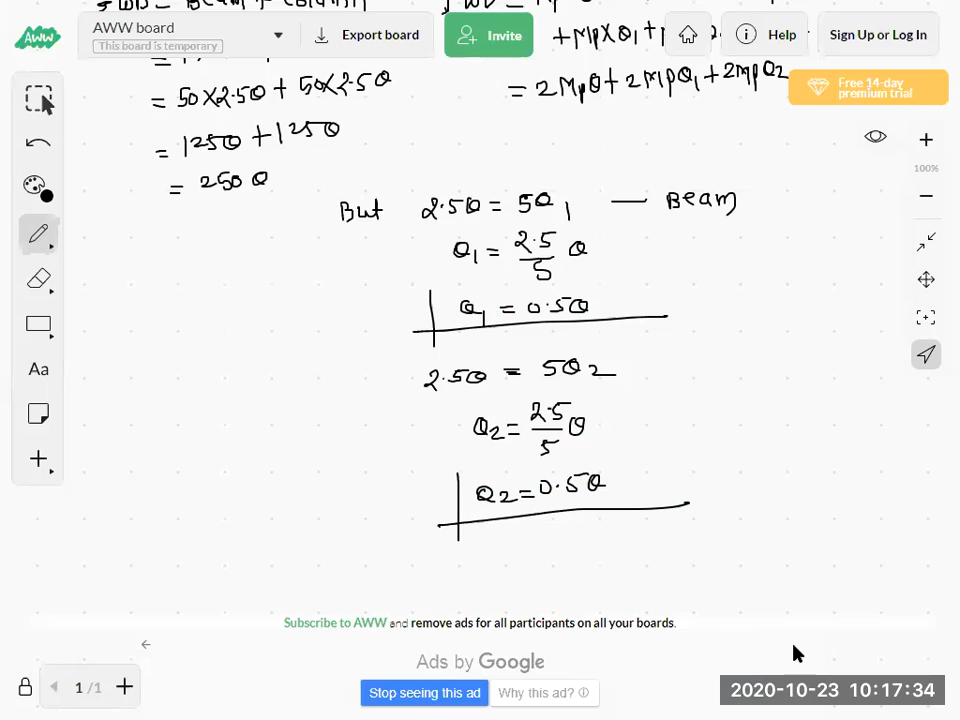 AWW board
This board is temporary
Export board
Invite
Help
Sign Up or Log In
Free 14-day
premium trial
100%
= 50×2.5θ + 50×2.5θ
= 125θ + 125θ
= 250 θ
= 2Mpθ + 2Mpθ1 + 2Mpθ2
But 2.5θ = 5θ1 — Beam
θ1 = 2.5/5 θ
θ1 = 0.5θ
2.5θ = 5θ2
θ2 = 2.5/5 θ
θ2 = 0.5θ
Aa
Subscribe to AWW and remove ads for all participants on all your boards.
Ads by Google
Stop seeing this ad
Why this ad?
1 / 1
2020-10-23 10:17:34